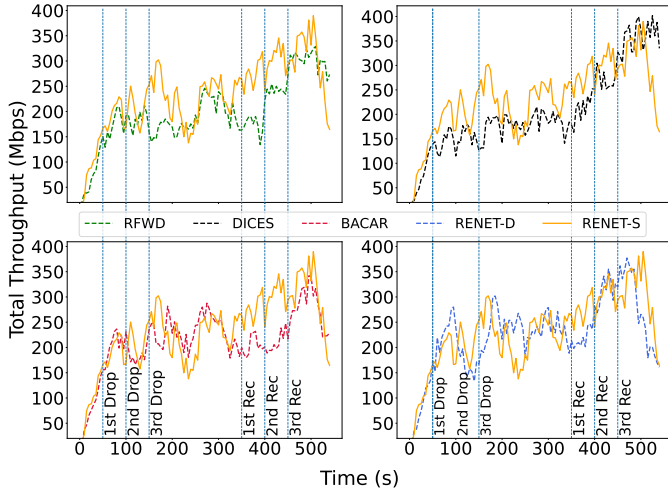 Total Throughput (Mbps)
400
350
300
250
200
150
100
50
400
350
300
250
200
150
100
50
RFWD DICES BACAR RENET-D RENET-S
400
350
300
250
200
150
100
50
1st Drop
2nd Drop
3rd Drop
1st Rec
2nd Rec
3rd Rec
0 100 200 300 400 500
400
350
300
250
200
150
100
50
1st Drop
2nd Drop
3rd Drop
1st Rec
2nd Rec
3rd Rec
0 100 200 300 400 500
Time (s)